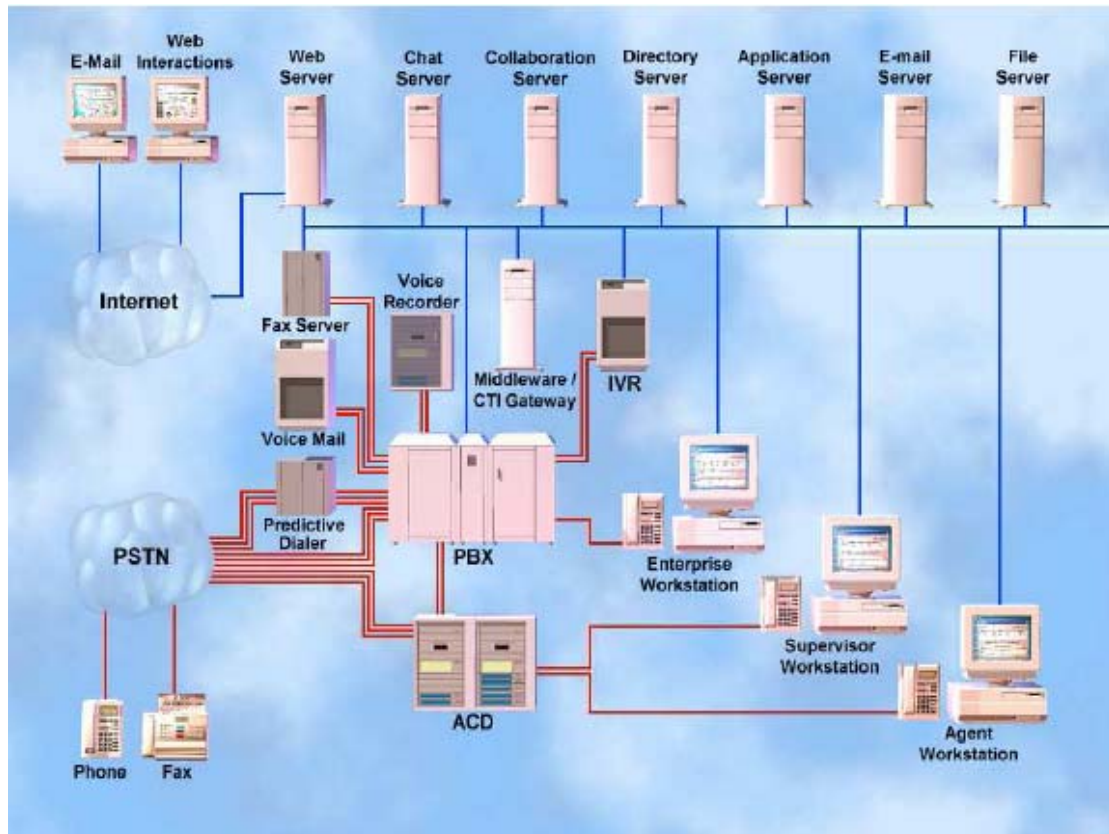 E-Mail
Web
Interactions
Web
Server
Chat
Server
Collaboration
Server
Directory
Server
Application
Server
E-mail
Server
File
Server
Internet
Fax Server
Voice
Recorder
Middleware /
CTI Gateway
IVR
Voice Mail
Predictive
Dialer
PSTN
PBX
Enterprise
Workstation
Supervisor
Workstation
ACD
Agent
Workstation
Phone
Fax